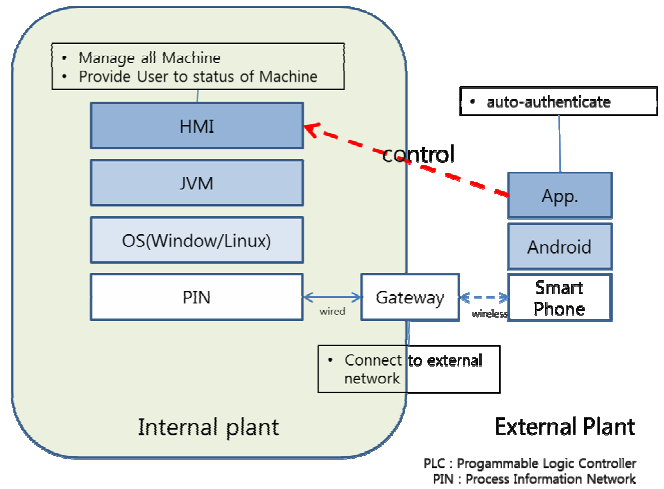 • Manage all Machine
• Provide User to status of Machine
• auto-authenticate
HMI
control
JVM
App.
OS(Window/Linux)
Android
PIN
wired
Gateway
wireless
Smart
Phone
• Connect to external
network
Internal plant
External Plant
PLC : Progammable Logic Controller
PIN : Process Information Network